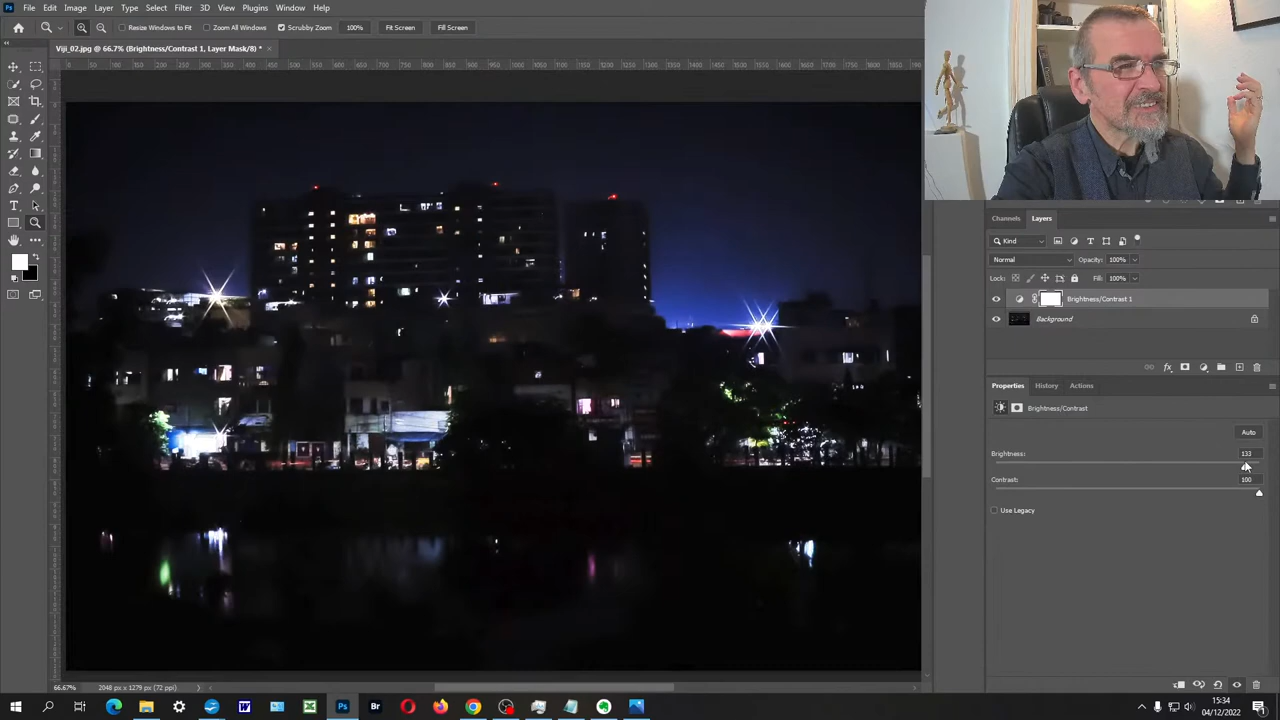 File Edit Image Layer Type Select Filter 3D View Plugins Window Help
Resize Windows to Fit Zoom All Windows Scrubby Zoom 100% Fit Screen Fill Screen
Viji_02.jpg @ 66.7% (Brightness/Contrast 1, Layer Mask/8) *
Channels Layers
Kind
Normal Opacity: 100%
Lock: Fill: 100%
Brightness/Contrast 1
Background
Properties History Actions
Brightness/Contrast
Auto
Brightness: 133
Contrast: 100
Use Legacy
66.67% 2048 px x 1279 px (72 ppi)
15:34
04/12/2022